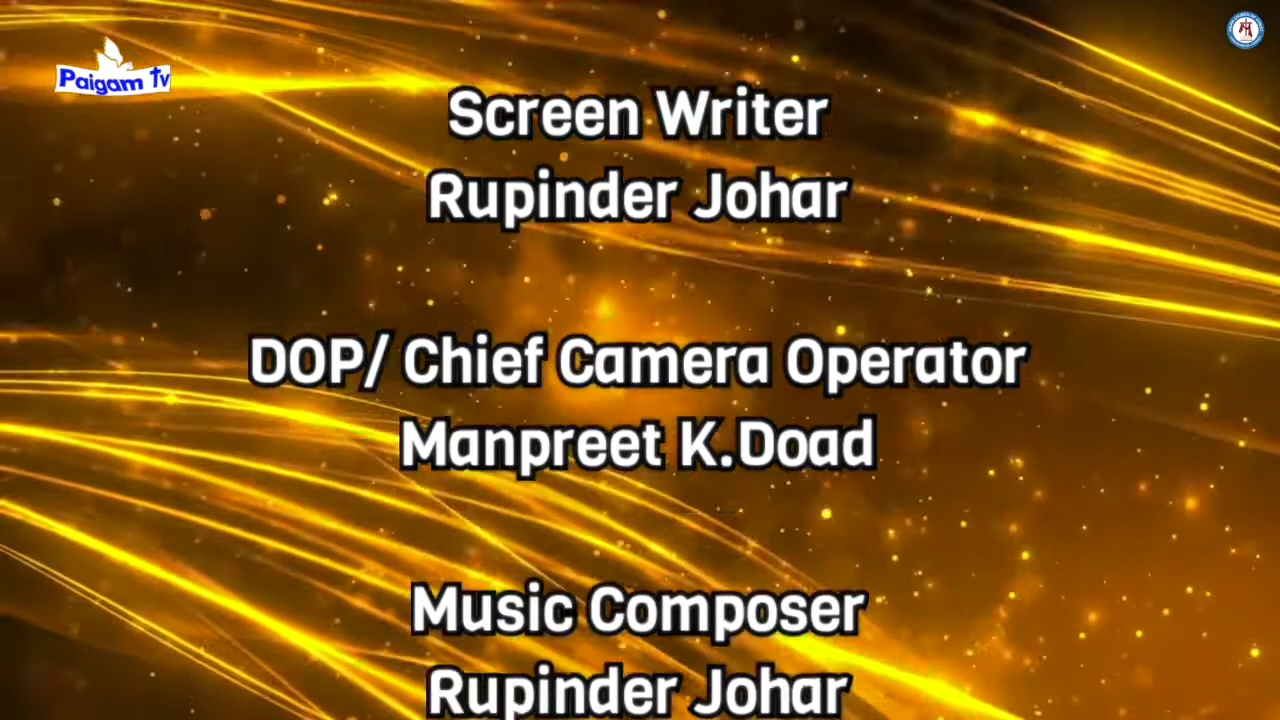 Paigam Tv
Screen Writer
Rupinder Johar
DOP/ Chief Camera Operator
Manpreet K.Doad
Music Composer
Rupinder Johar